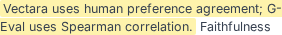 Vectara uses human preference agreement; G-
Eval uses Spearman correlation. Faithfulness